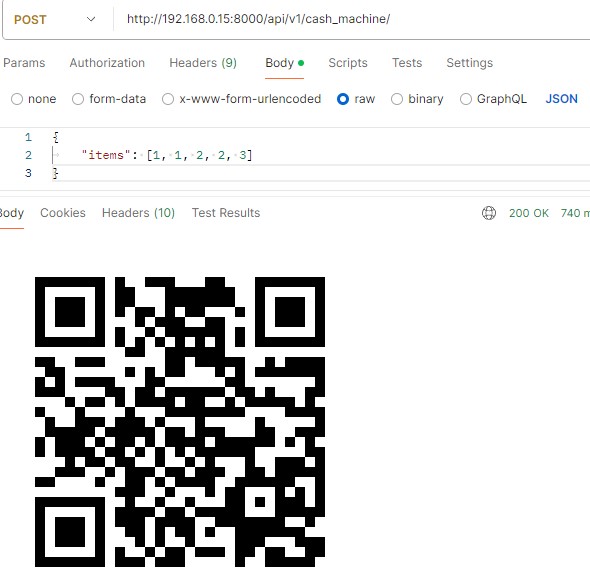 POST http://192.168.0.15:8000/api/v1/cash_machine/
Params Authorization Headers (9) Body Scripts Tests Settings
none form-data x-www-form-urlencoded raw binary GraphQL JSON
1 {
2 "items": [1, 1, 2, 2, 3]
3 }
Body Cookies Headers (10) Test Results 200 OK 740 m